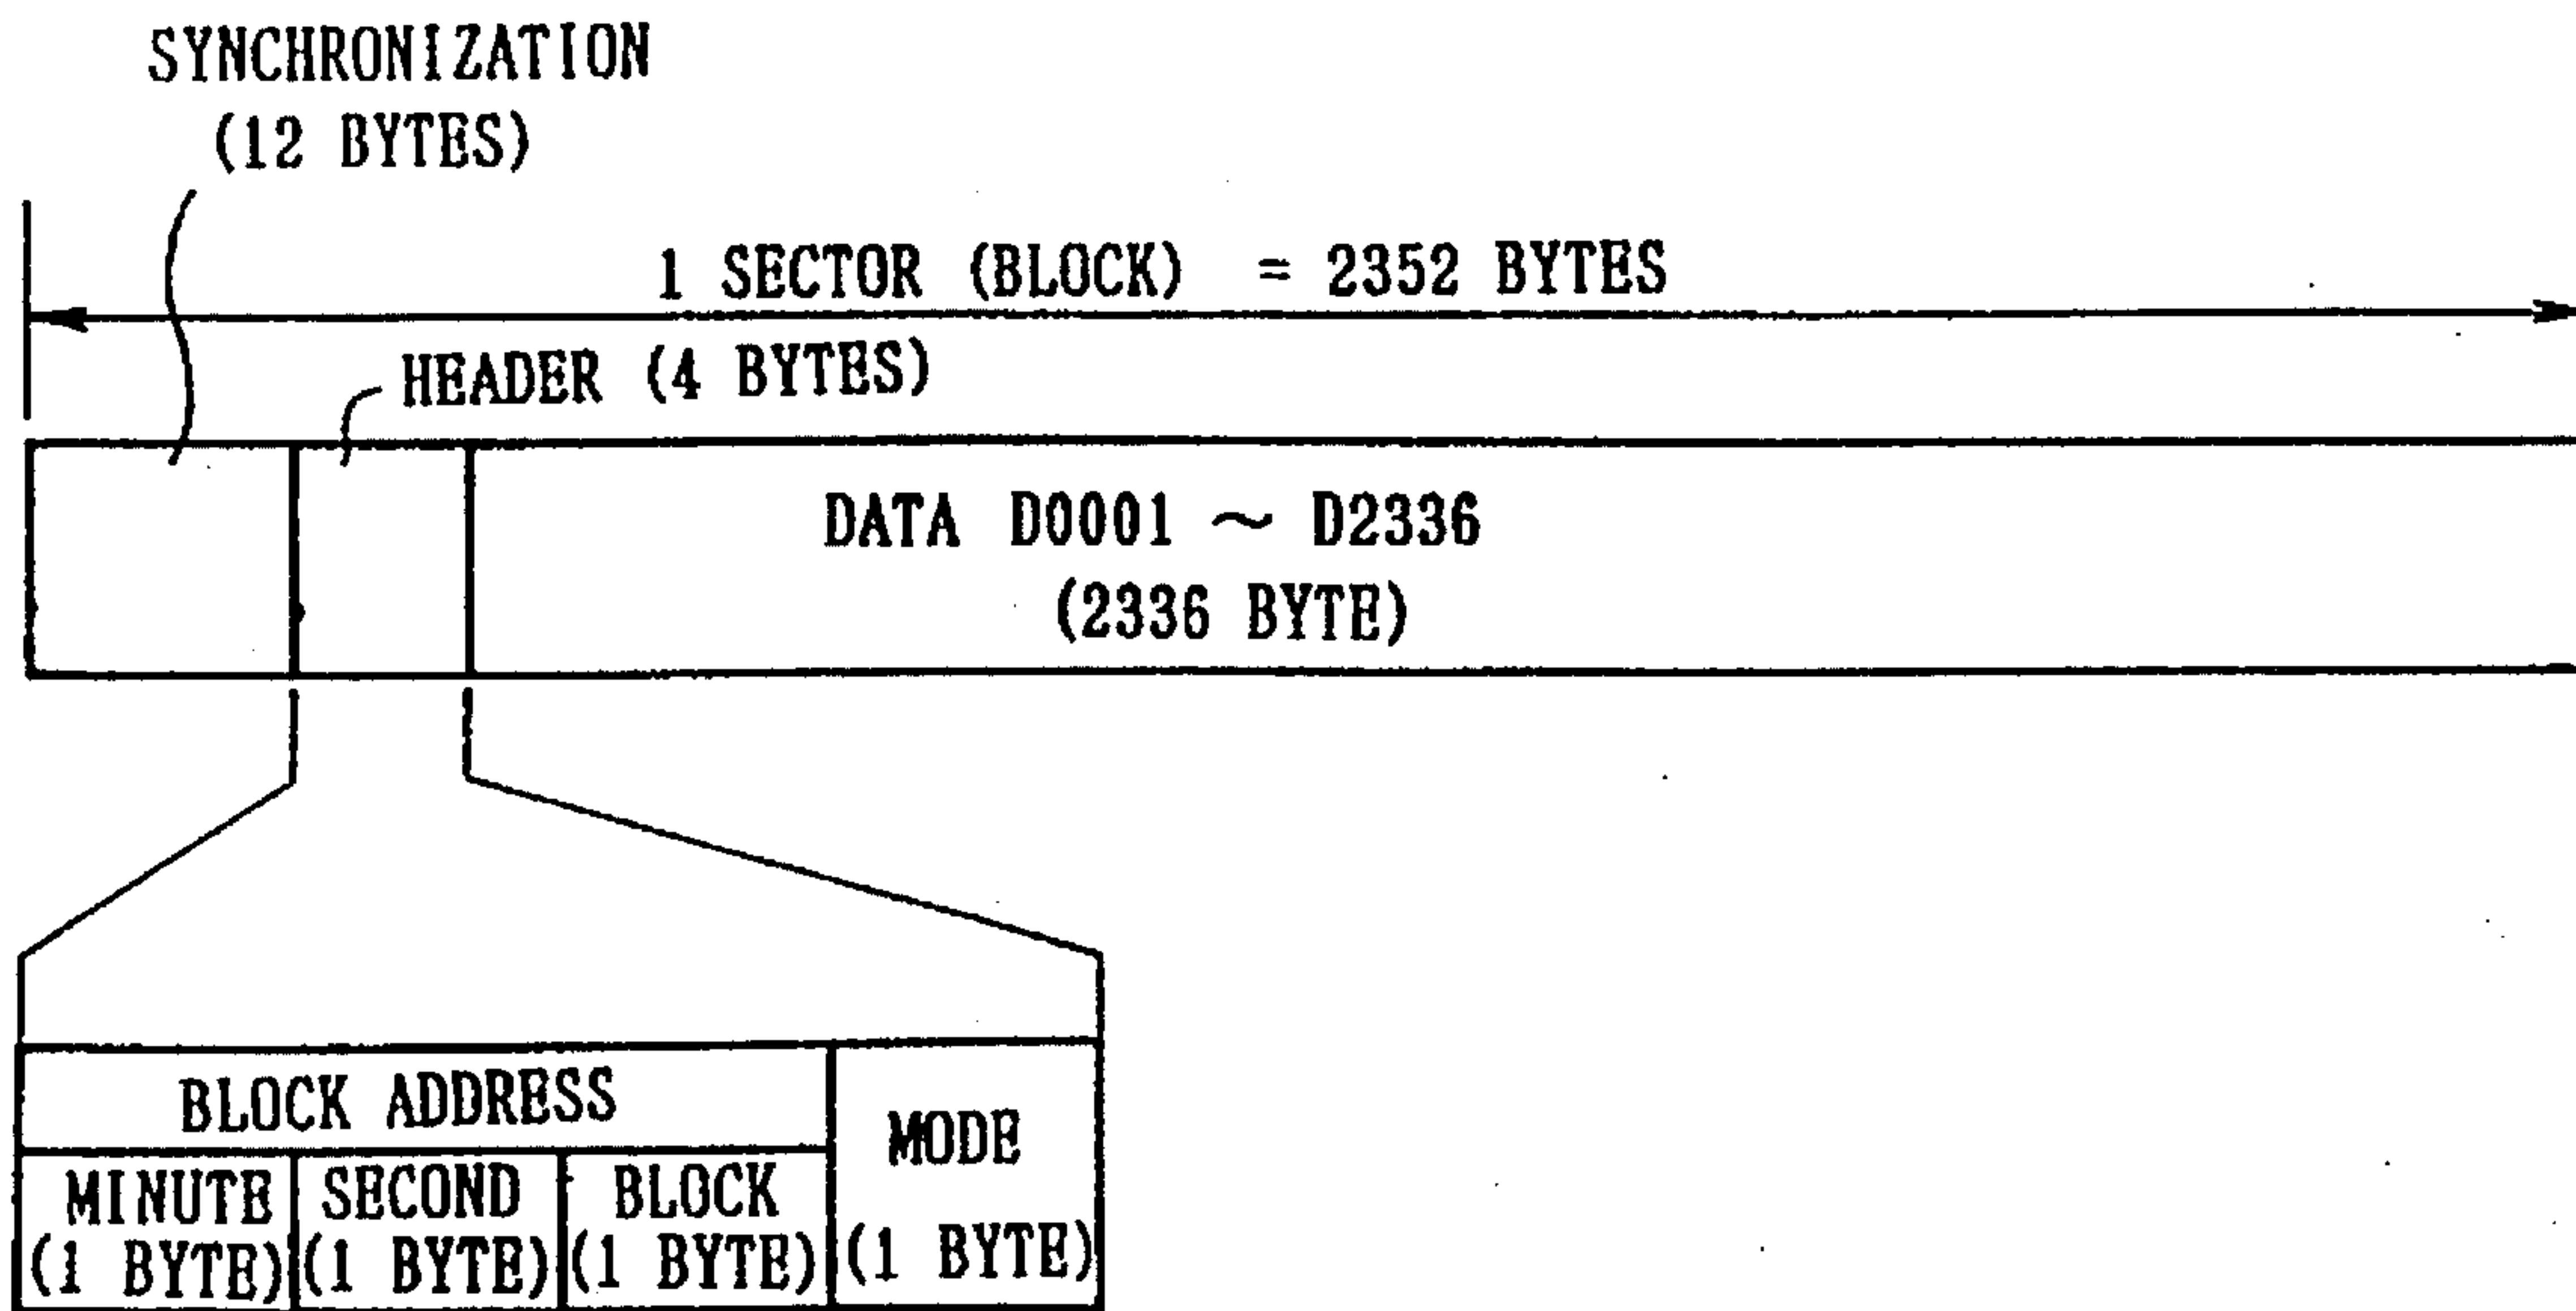 SYNCHRONIZATION
(12 BYTES)
1 SECTOR (BLOCK) = 2352 BYTES
HEADER (4 BYTES)
DATA D0001 ~ D2336
(2336 BYTE)
BLOCK ADDRESS
MODE
(1 BYTE)
MINUTE
(1 BYTE)
SECOND
(1 BYTE)
BLOCK
(1 BYTE)